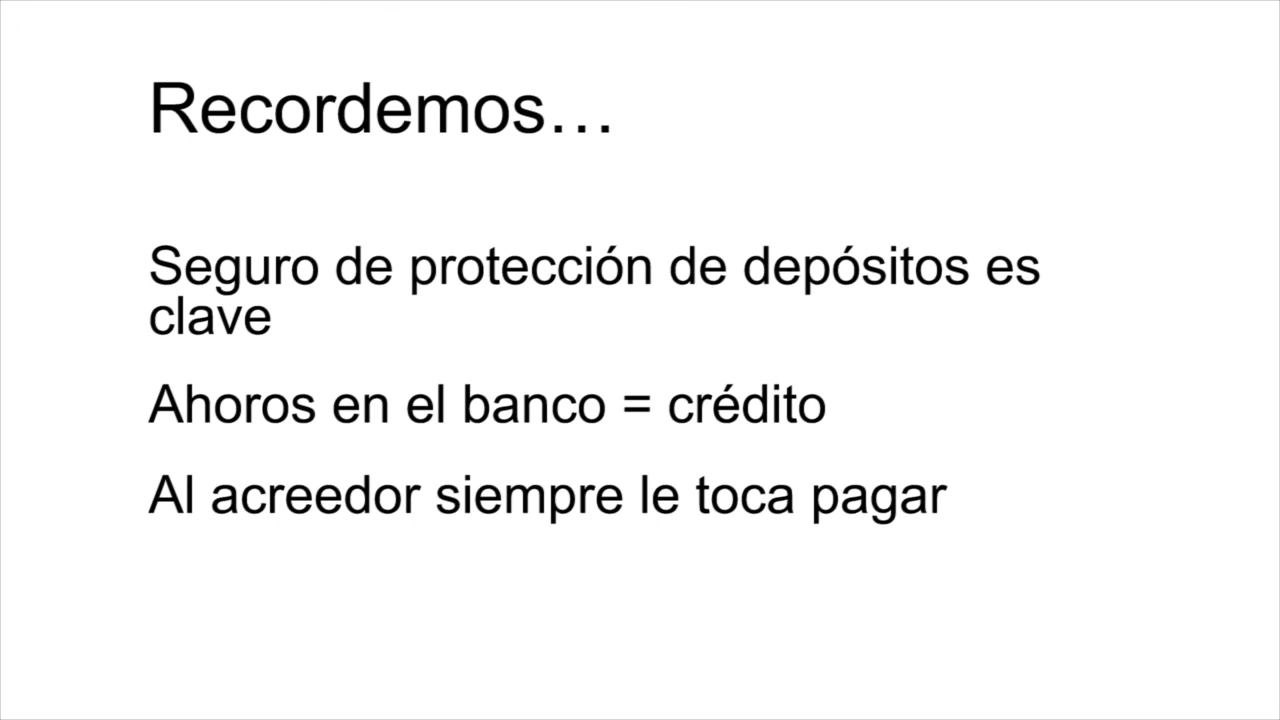 Recordemos…
Seguro de protección de depósitos es
clave
Ahoros en el banco = crédito
Al acreedor siempre le toca pagar